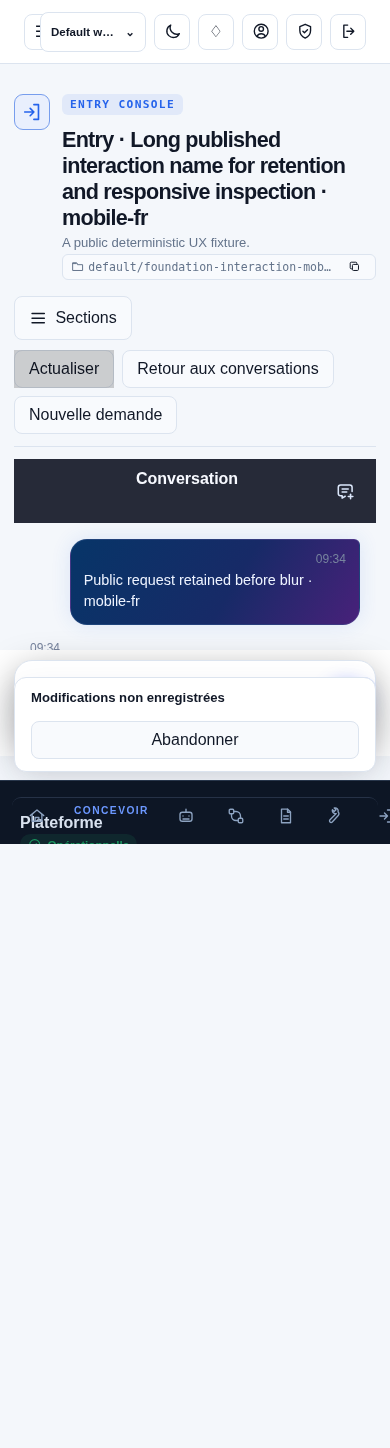 Default w…
ENTRY CONSOLE
Entry · Long published
interaction name for retention
and responsive inspection ·
mobile-fr
A public deterministic UX fixture.
default/foundation-interaction-mob…
Sections
Actualiser
Retour aux conversations
Nouvelle demande
Conversation
09:34
Public request retained before blur ·
mobile-fr
09:34
Modifications non enregistrées
Abandonner
CONCEVOIR
Plateforme
Opérationnelle